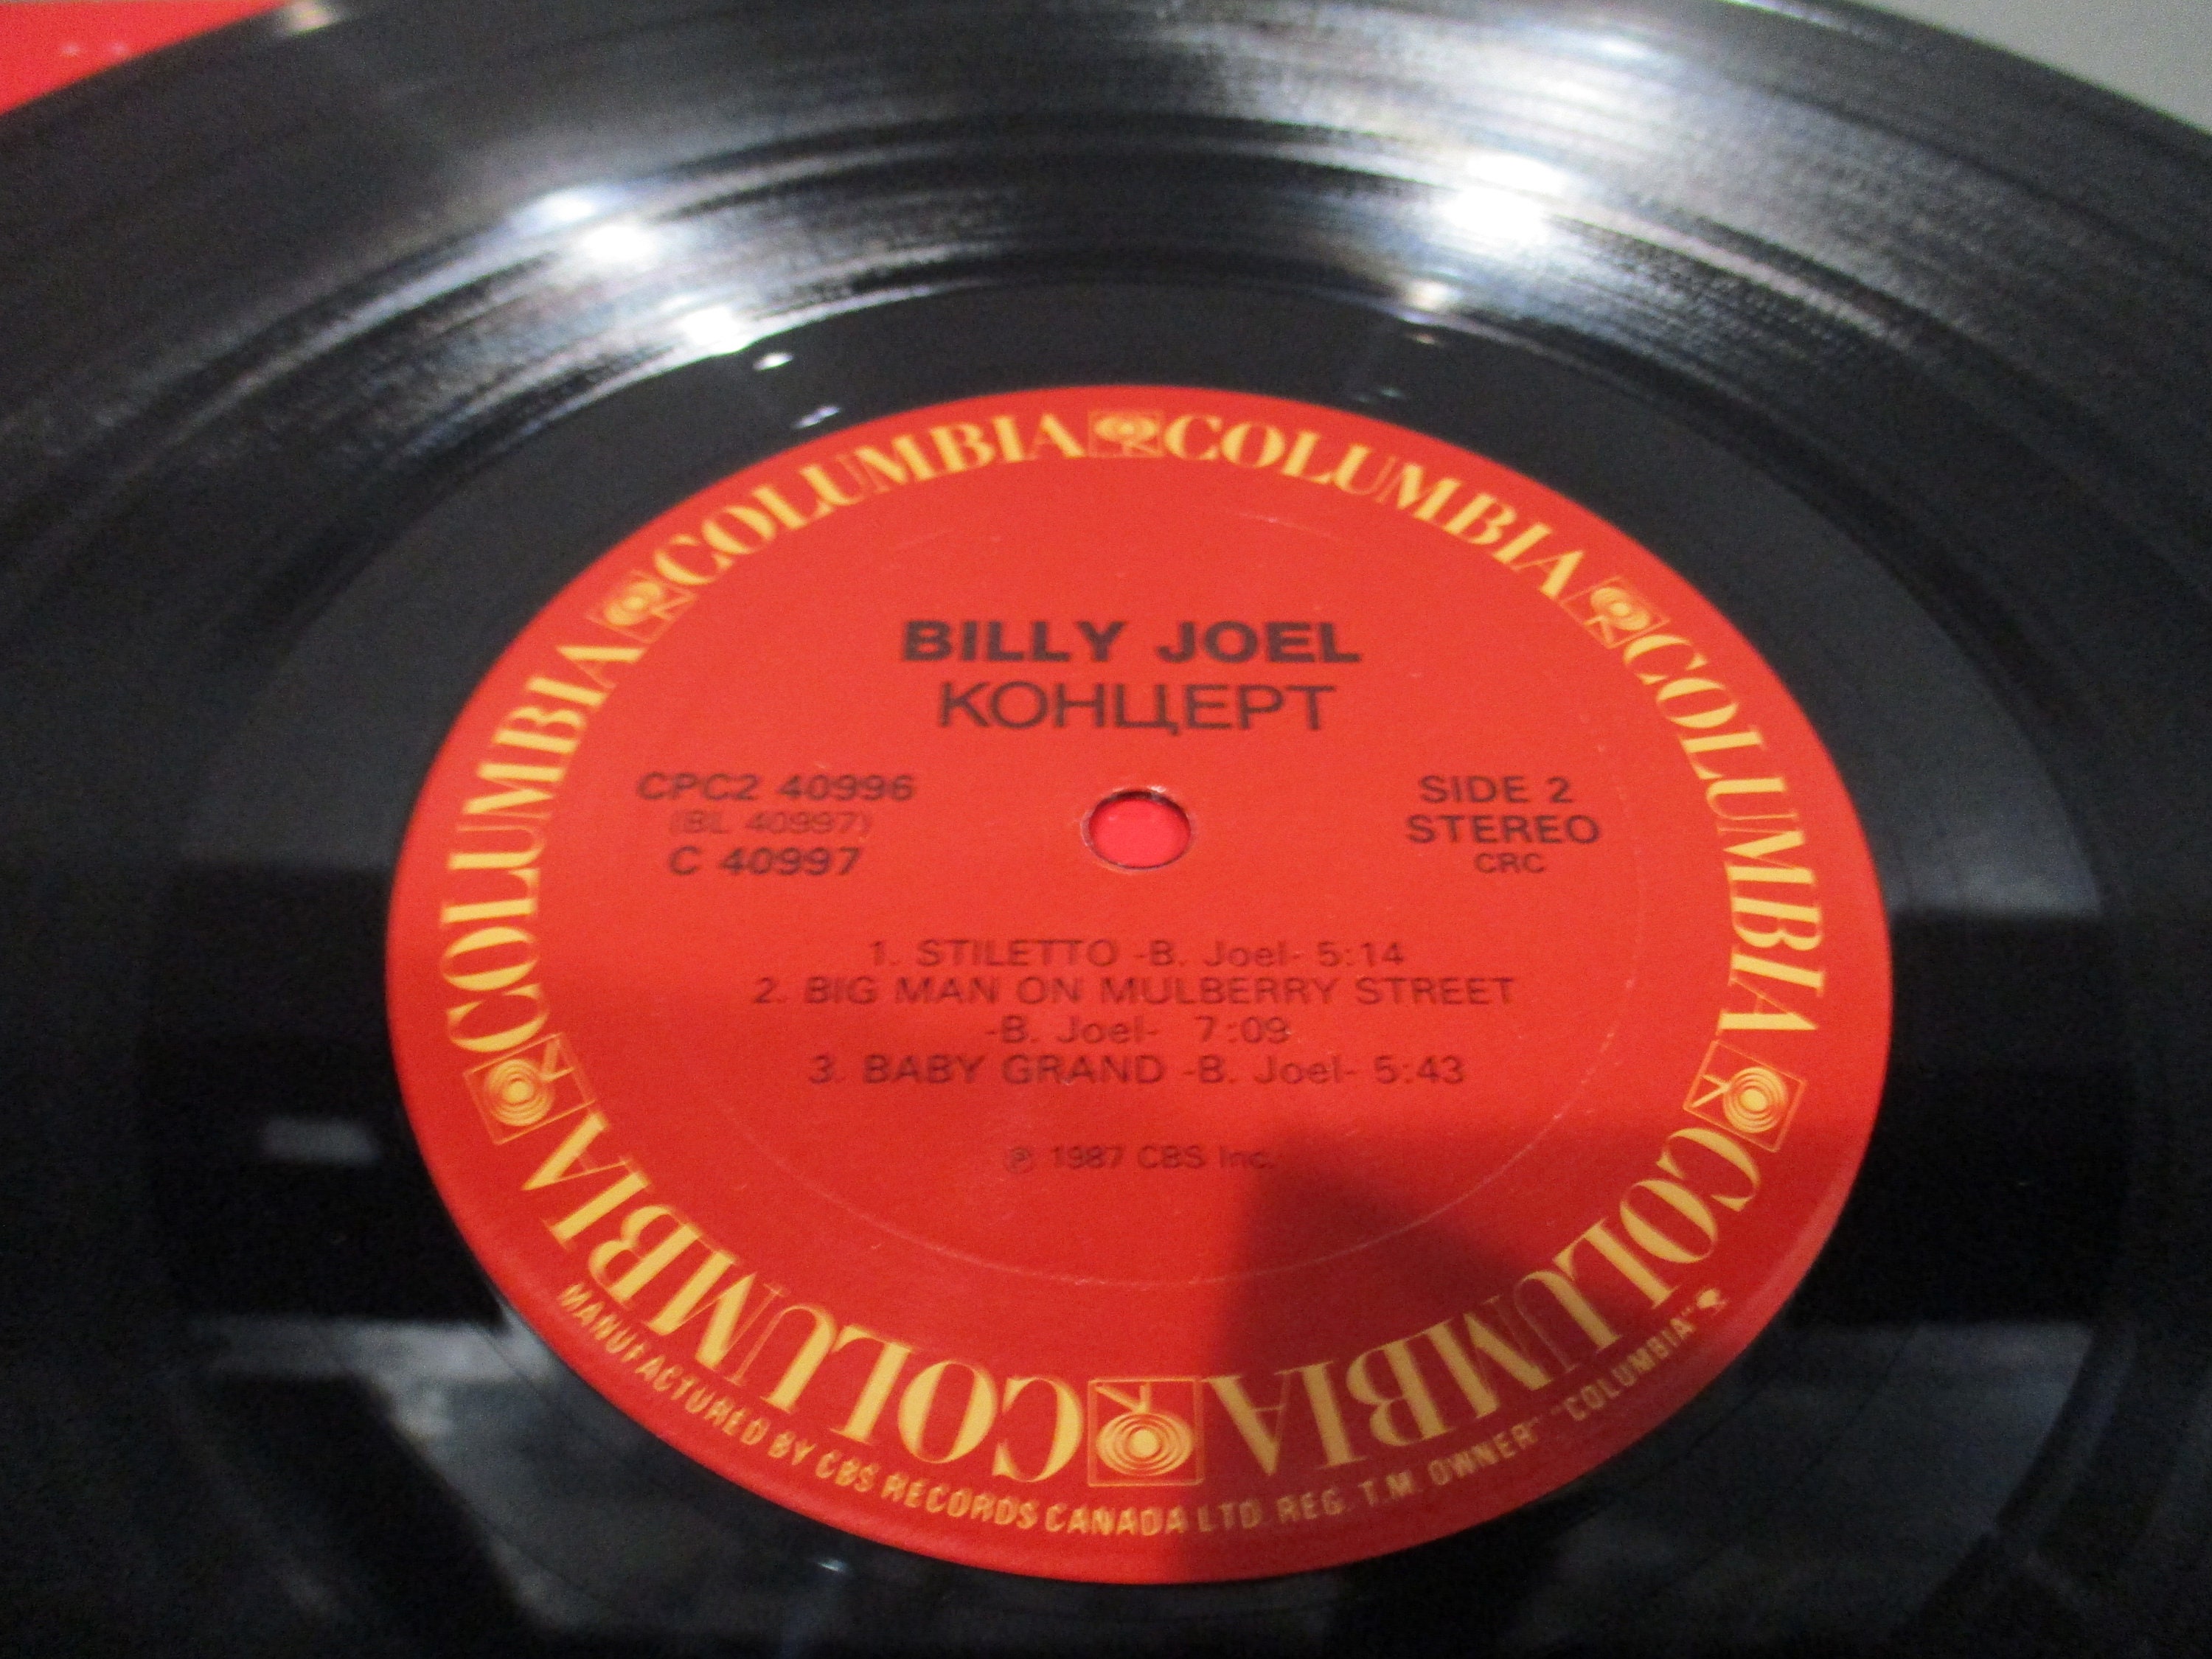 COLUMBIA COLUMBIA COLUMBIA COLUMBIA COLUMBIA COLUMBIA
BILLY JOEL
КОНЦЕРТ
CPC2 40996
(BL 40997)
C 40997
SIDE 2
STEREO
CRC
1. STILETTO -B. Joel- 5:14
2. BIG MAN ON MULBERRY STREET
-B. Joel- 7:09
3. BABY GRAND -B. Joel- 5:43
℗ 1987 CBS Inc.
MANUFACTURED BY CBS RECORDS CANADA LTD. REG. T.M. OWNER "COLUMBIA"